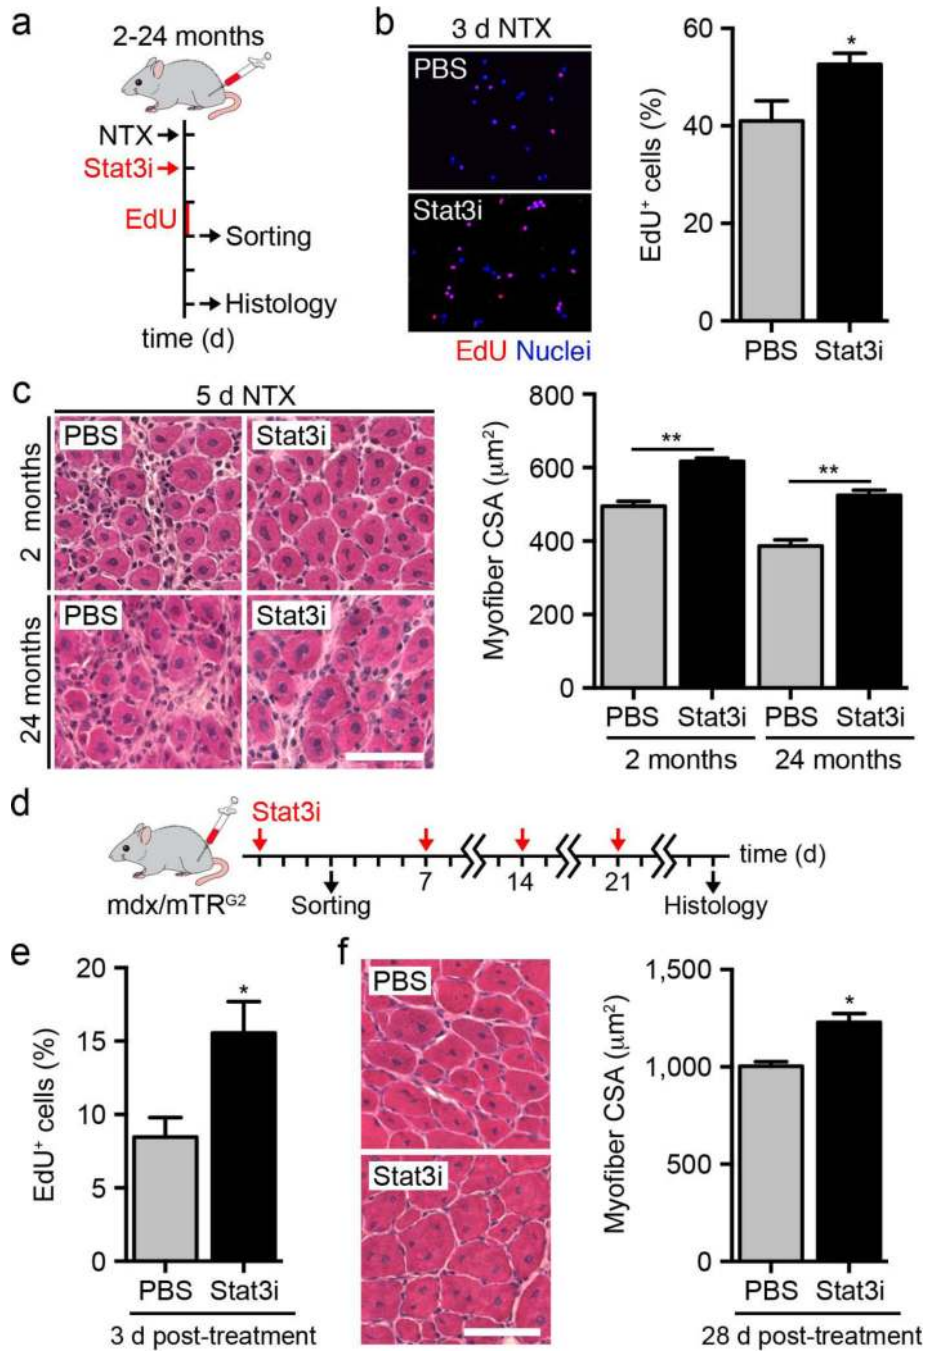 a
2-24 months
NTX
Stat3i
EdU
Sorting
Histology
time (d)
b
3 d NTX
PBS
Stat3i
EdU Nuclei
EdU⁺ cells (%)
60
40
20
0
PBS Stat3i
*
c
5 d NTX
2 months
24 months
PBS
Stat3i
PBS
Stat3i
Myofiber CSA (μm²)
800
600
400
200
0
**
**
PBS Stat3i PBS Stat3i
2 months 24 months
d
Stat3i
mdx/mTRᴳ²
Sorting
7 14 21
time (d)
Histology
e
EdU⁺ cells (%)
20
15
10
5
0
*
PBS Stat3i
3 d post-treatment
f
PBS
Stat3i
Myofiber CSA (μm²)
1,500
1,000
500
0
*
PBS Stat3i
28 d post-treatment